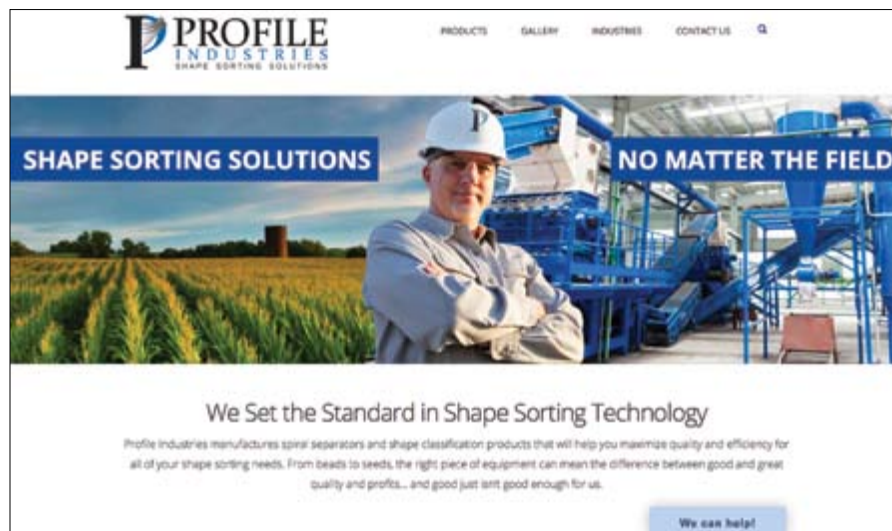 PROFILE
INDUSTRIES
SHAPE SORTING SOLUTIONS
PRODUCTS GALLERY INDUSTRIES CONTACT US
SHAPE SORTING SOLUTIONS
NO MATTER THE FIELD
P
We Set the Standard in Shape Sorting Technology
Profile Industries manufactures spiral separators and shape classification products that will help you maximize quality and efficiency for
all of your shape sorting needs. From beads to seeds, the right piece of equipment can mean the difference between good and great
quality and profits... and good just isnt good enough for us.
We can help!